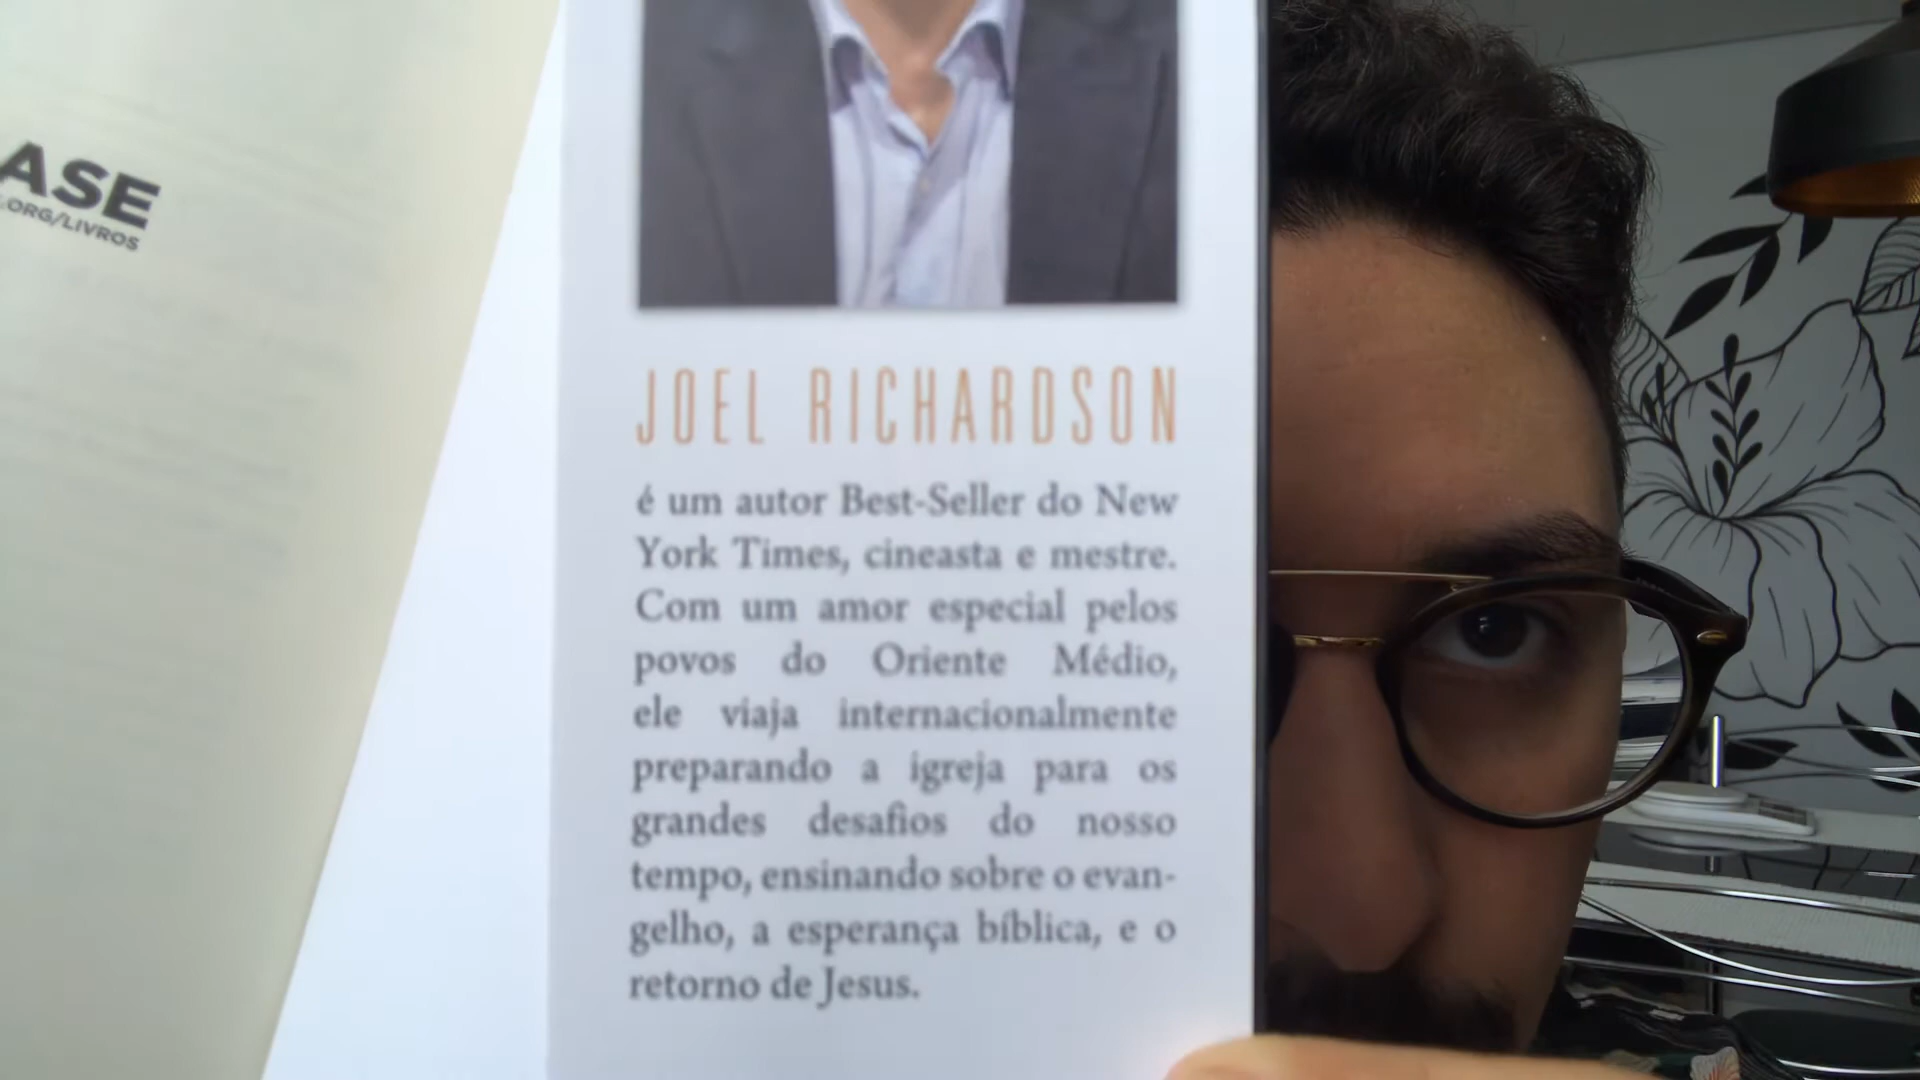 ASE
.ORG/LIVROS
JOEL RICHARDSON
é um autor Best-Seller do New
York Times, cineasta e mestre.
Com um amor especial pelos
povos do Oriente Médio,
ele viaja internacionalmente
preparando a igreja para os
grandes desafios do nosso
tempo, ensinando sobre o evan-
gelho, a esperança bíblica, e o
retorno de Jesus.